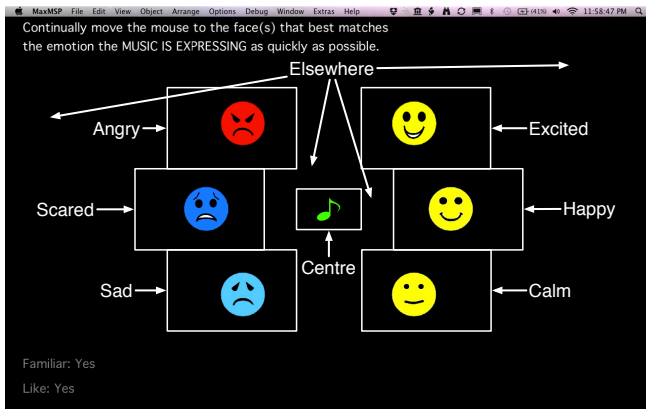 MaxMSP File Edit View Object Arrange Options Debug Window Extras Help (41%) 11:58:47 PM
Continually move the mouse to the face(s) that best matches
the emotion the MUSIC IS EXPRESSING as quickly as possible.
Elsewhere
Angry
Excited
Scared
Happy
Centre
Sad
Calm
Familiar: Yes
Like: Yes